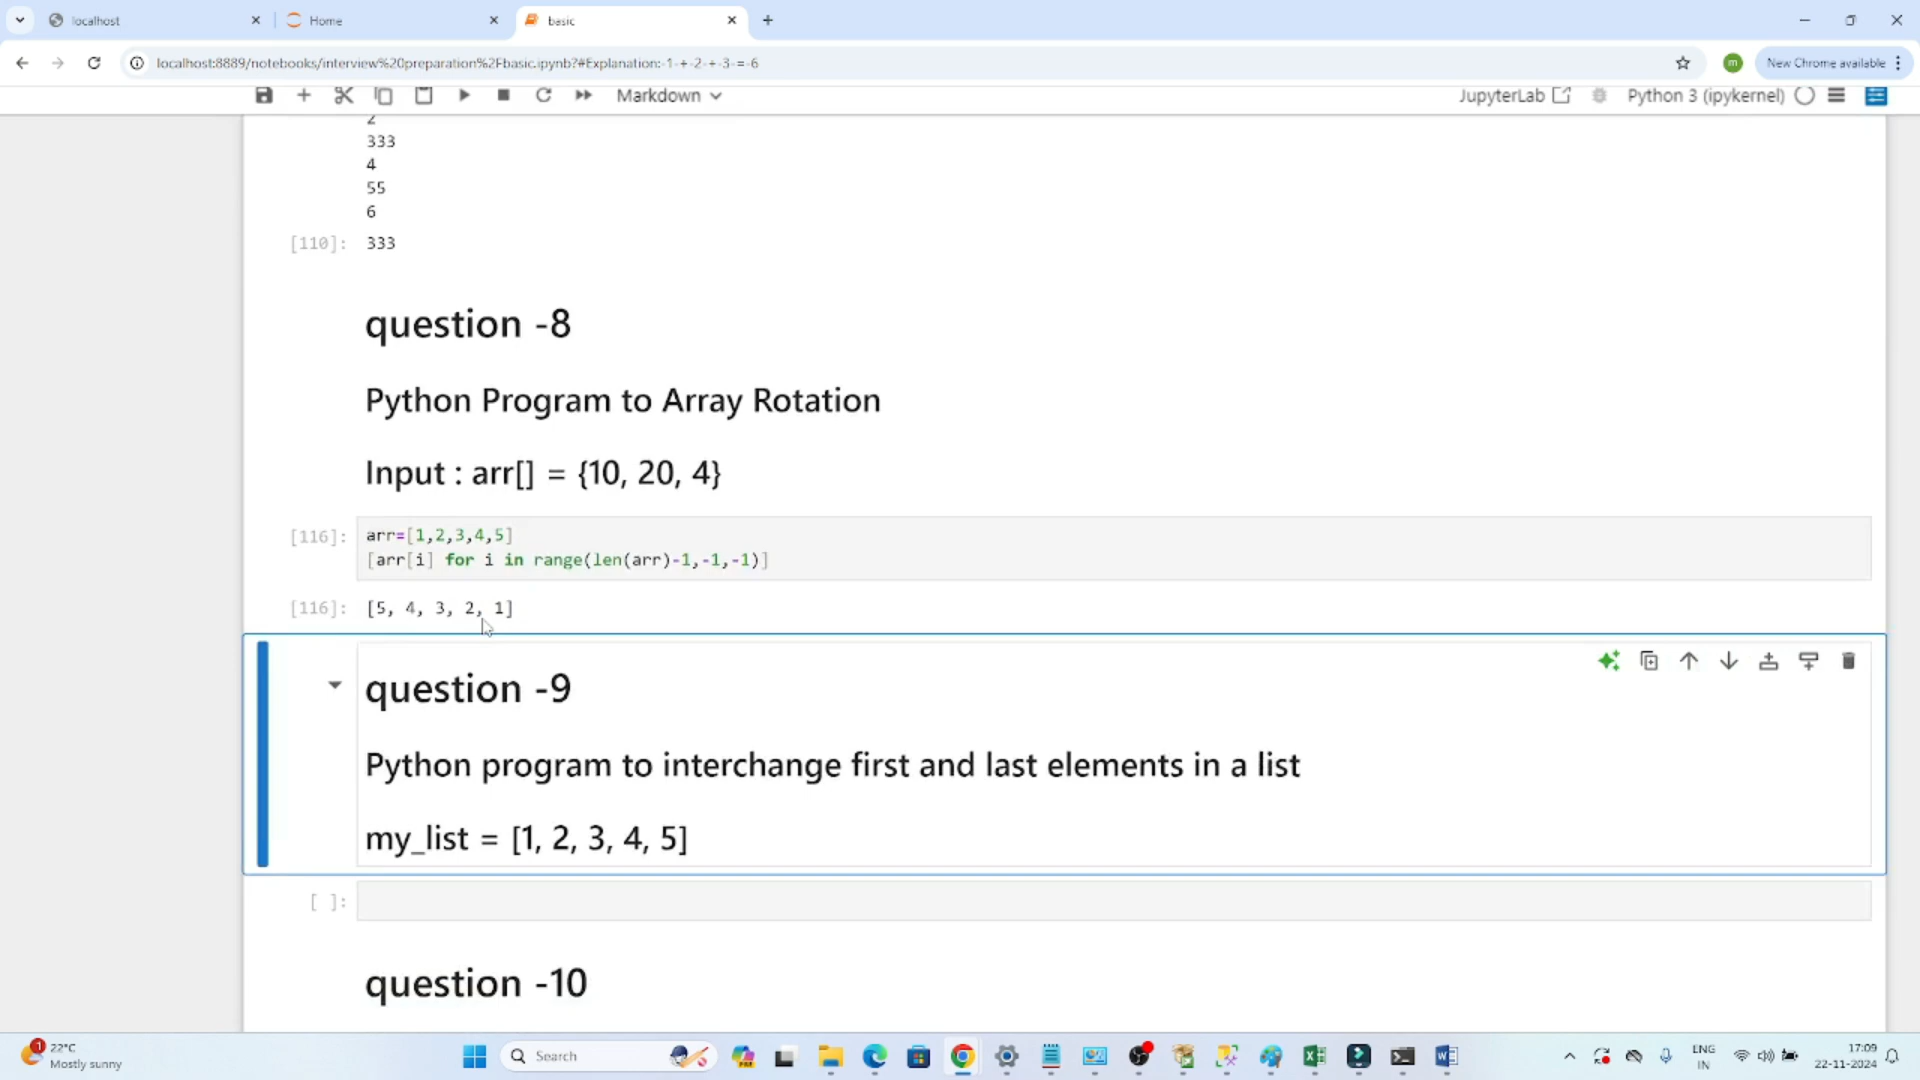 localhost
Home
basic
localhost:8889/notebooks/interview%20preparation%2Fbasic.ipynb?#Explanation:-1-+-2-+-3-=-6
m
New Chrome available
Markdown
JupyterLab
Python 3 (ipykernel)
2
333
4
55
6
[110]: 333
question -8
Python Program to Array Rotation
Input : arr[] = {10, 20, 4}
[116]: arr=[1,2,3,4,5]
[arr[i] for i in range(len(arr)-1,-1,-1)]
[116]: [5, 4, 3, 2, 1]
question -9
Python program to interchange first and last elements in a list
my_list = [1, 2, 3, 4, 5]
[ ]:
question -10
1
22°C
Mostly sunny
Search
ENG
IN
17:09
22-11-2024